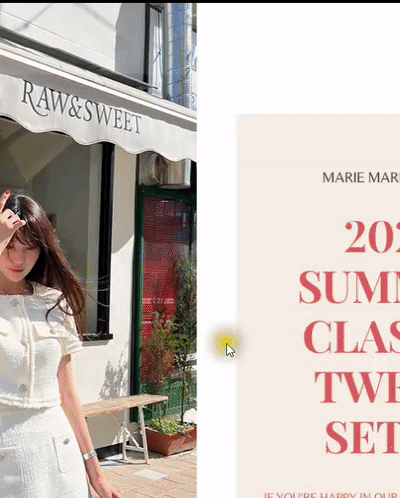 RAW&SWEET
MARIE MARI
202
SUMM
CLAS
TWE
SET
IF YOU'RE HAPPY IN OUR